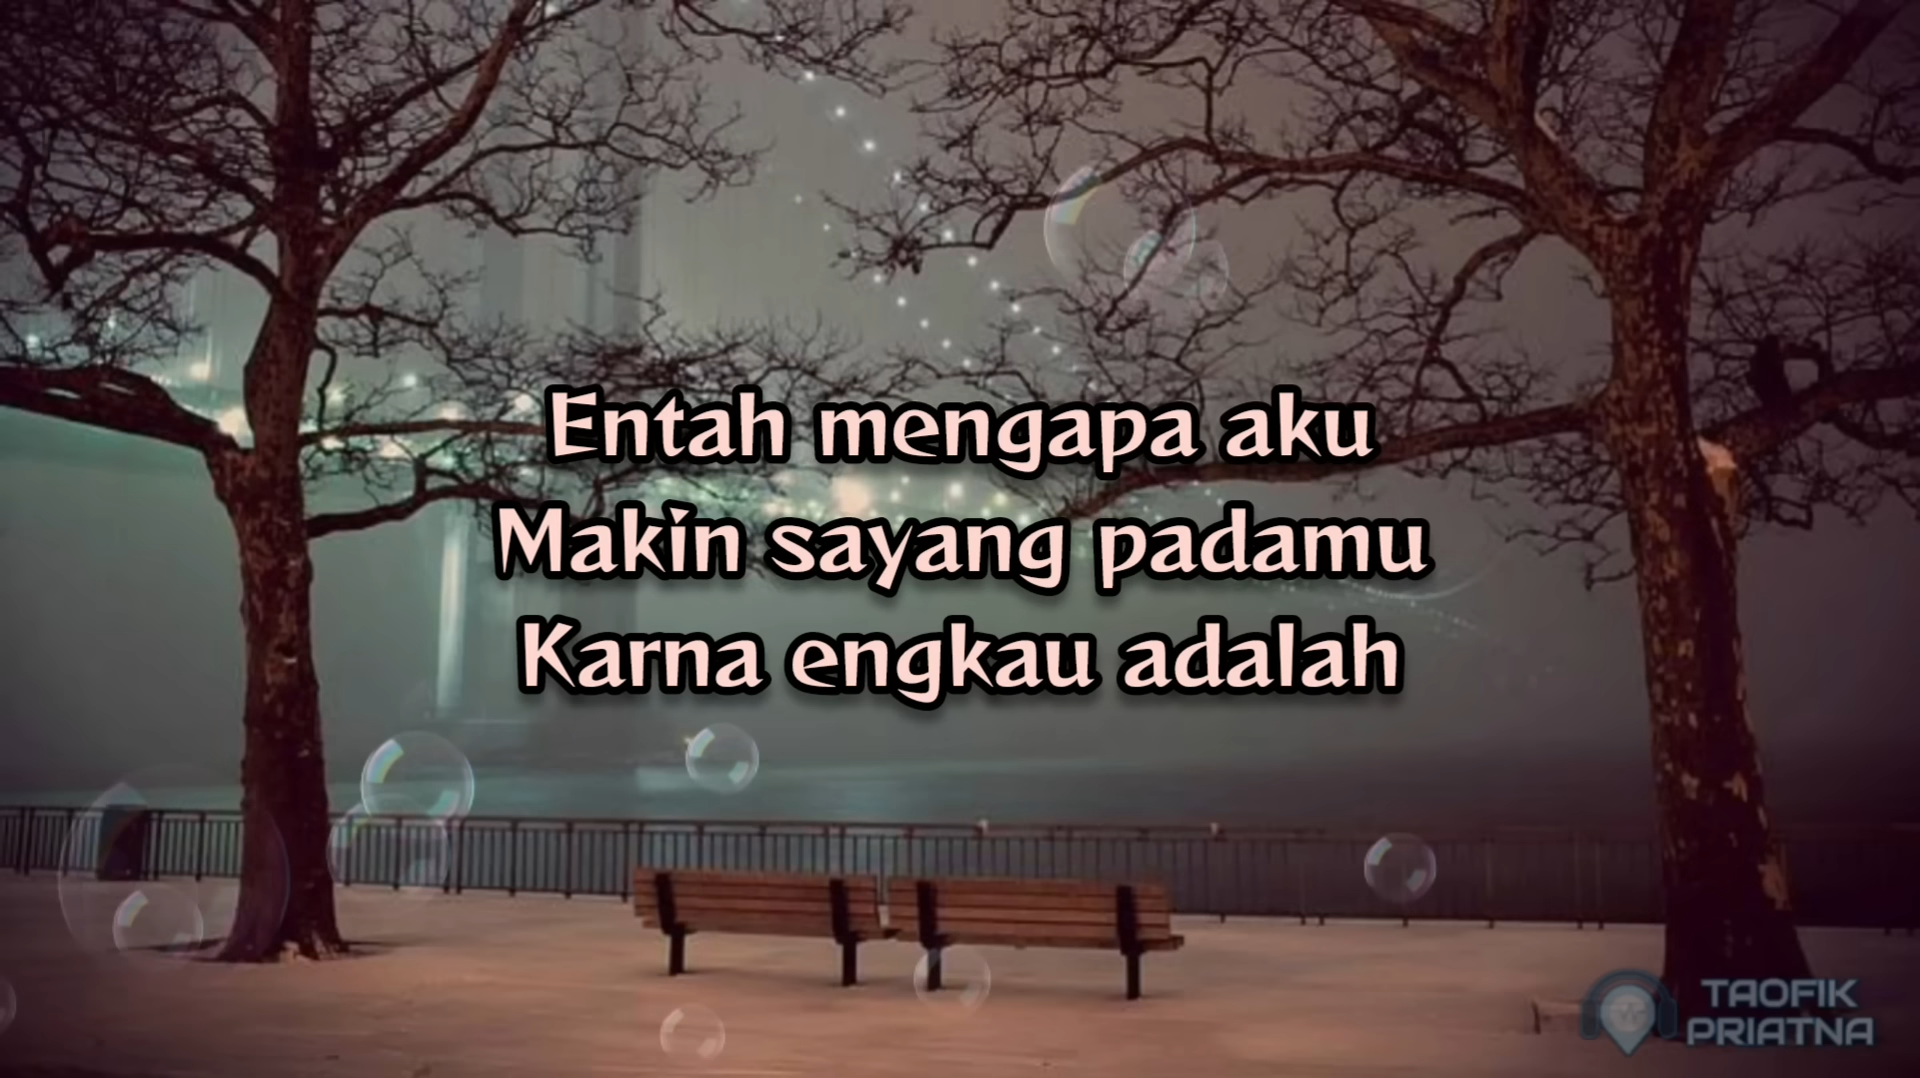 Entah mengapa aku
Makin sayang padamu
Karna engkau adalah
TAOFIK
PRIATNA